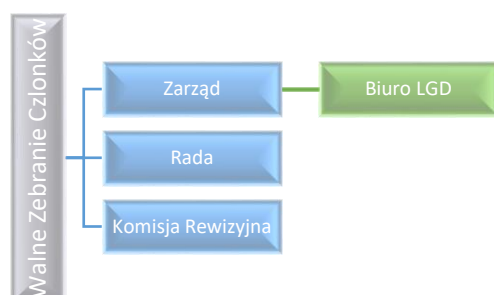 Walne Zebranie Członków
Zarząd
Biuro LGD
Rada
Komisja Rewizyjna